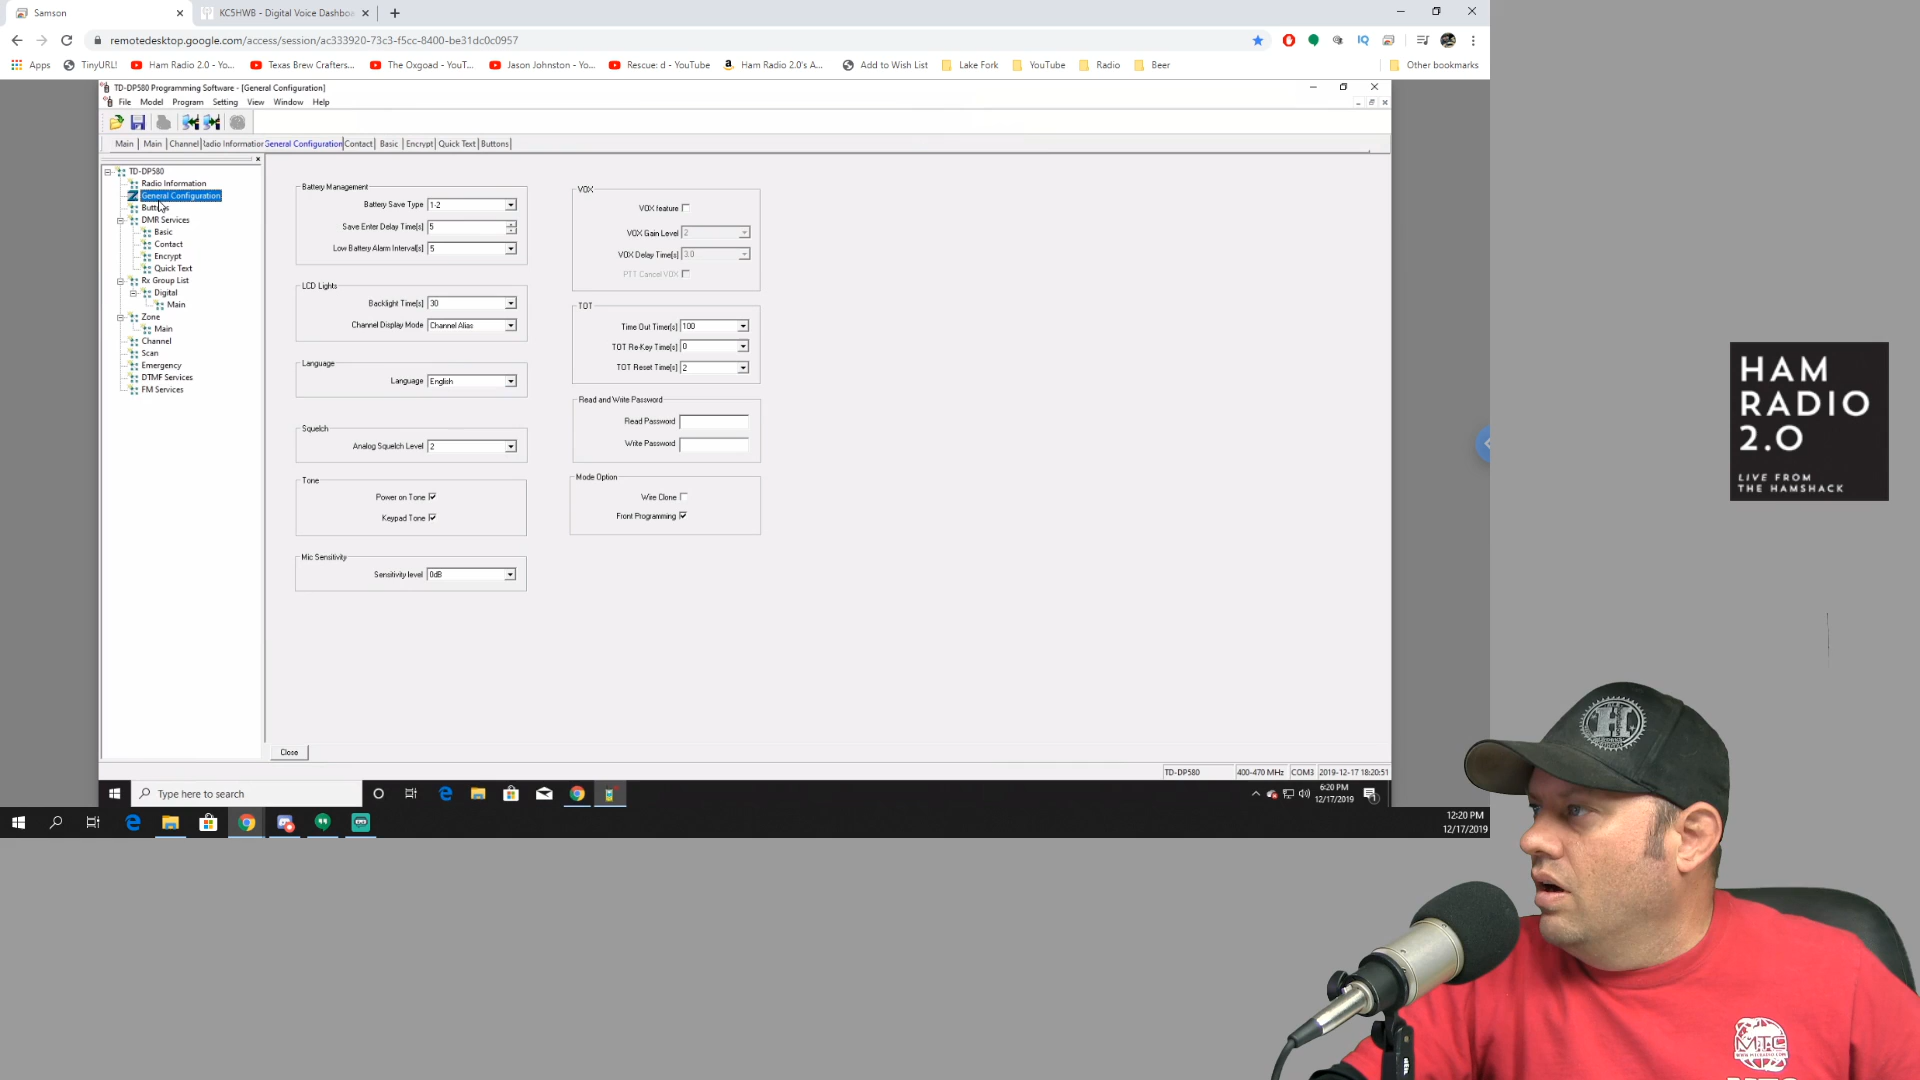 Samson
KC5HWB - Digital Voice Dashboa
remotedesktop.google.com/access/session/ac333920-73c3-f5cc-8400-be31dc0c0957
IQ
Apps TinyURL! Ham Radio 2.0 - Yo... Texas Brew Crafters... The Oxgoad - YouT... Jason Johnston - Yo... Rescue: d - YouTube Ham Radio 2.0's A... Add to Wish List Lake Fork YouTube Radio Beer Other bookmarks
TD-DP580 Programming Software - [General Configuration]
File Model Program Setting View Window Help
Main Main Channel Radio Information General Configuration Contact Basic Encrypt Quick Text Buttons
TD-DP580
Radio Information
General Configuration
Buttons
DMR Services
Basic
Contact
Encrypt
Quick Text
Rx Group List
Digital
Main
Zone
Main
Channel
Scan
Emergency
DTMF Services
FM Services
Battery Management
Battery Save Type 1-2
Save Enter Delay Time[s] 5
Low Battery Alarm Interval[s] 5
LCD Lights
Backlight Time[s] 30
Channel Display Mode Channel Alias
Language
Language English
Squelch
Analog Squelch Level 2
Tone
Power on Tone
Keypad Tone
Mic Sensitivity
Sensitivity level 0dB
VOX
VOX feature
VOX Gain Level 2
VOX Delay Time[s] 3.0
PTT Cancel VOX
TOT
Time Out Timer[s] 100
TOT Re-Key Time[s] 0
TOT Reset Time[s] 2
Read and Write Password
Read Password
Write Password
Mode Option
Wire Clone
Front Programming
Close
TD-DP580 400-470 MHz COM3 2019-12-17 18:20:51
Type here to search
6:20 PM
12/17/2019
1
12:20 PM
12/17/2019
HAM
RADIO
2.0
LIVE FROM
THE HAMSHACK
H
MTC